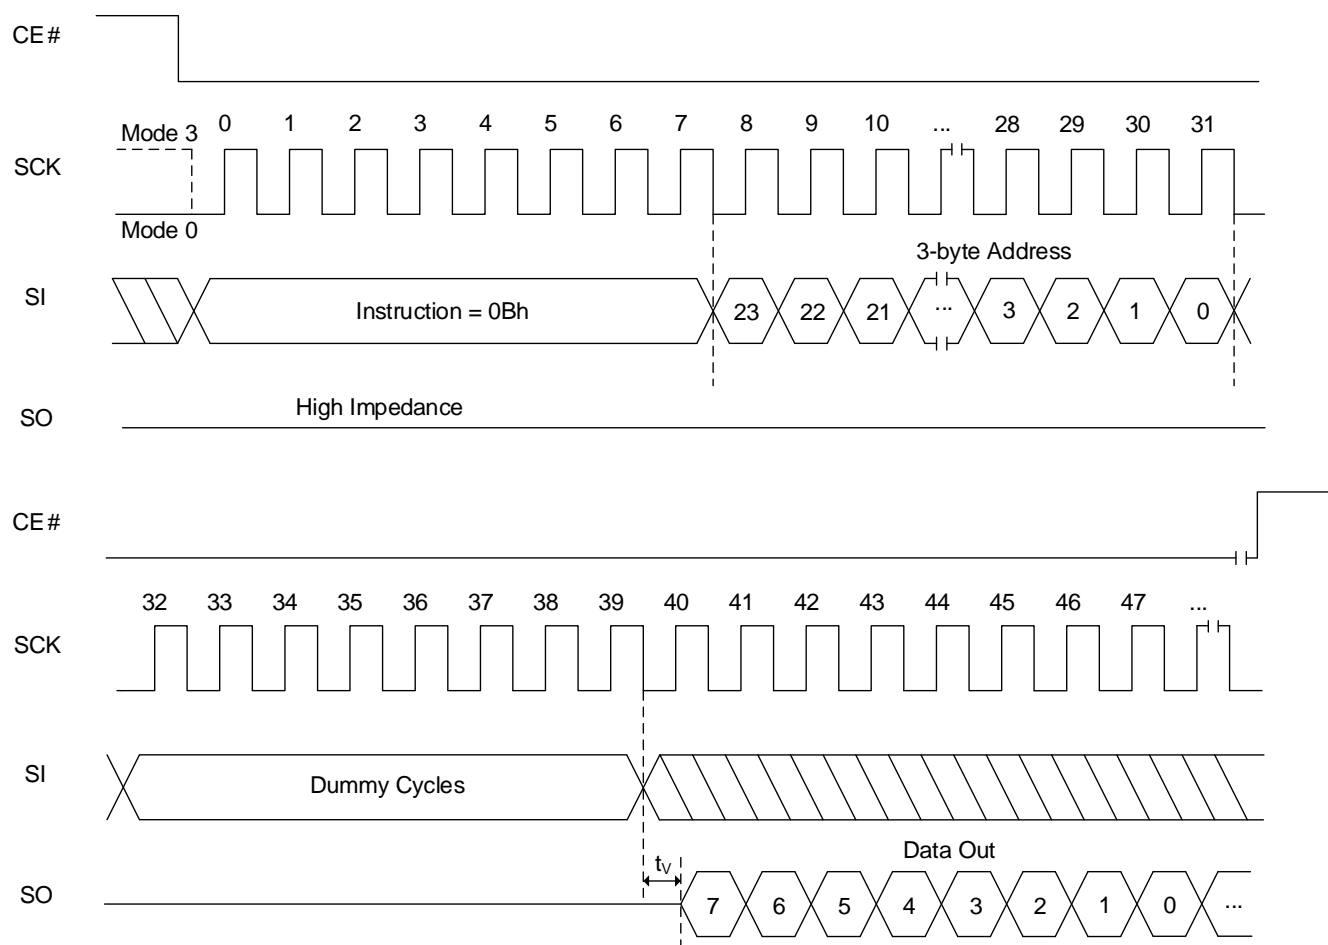 CE#
Mode 3
0 1 2 3 4 5 6 7 8 9 10 ... 28 29 30 31
SCK
Mode 0
3-byte Address
SI
Instruction = 0Bh
23 22 21 ... 3 2 1 0
High Impedance
SO
CE#
32 33 34 35 36 37 38 39 40 41 42 43 44 45 46 47 ...
SCK
SI
Dummy Cycles
Data Out
tV
SO
7 6 5 4 3 2 1 0 ...